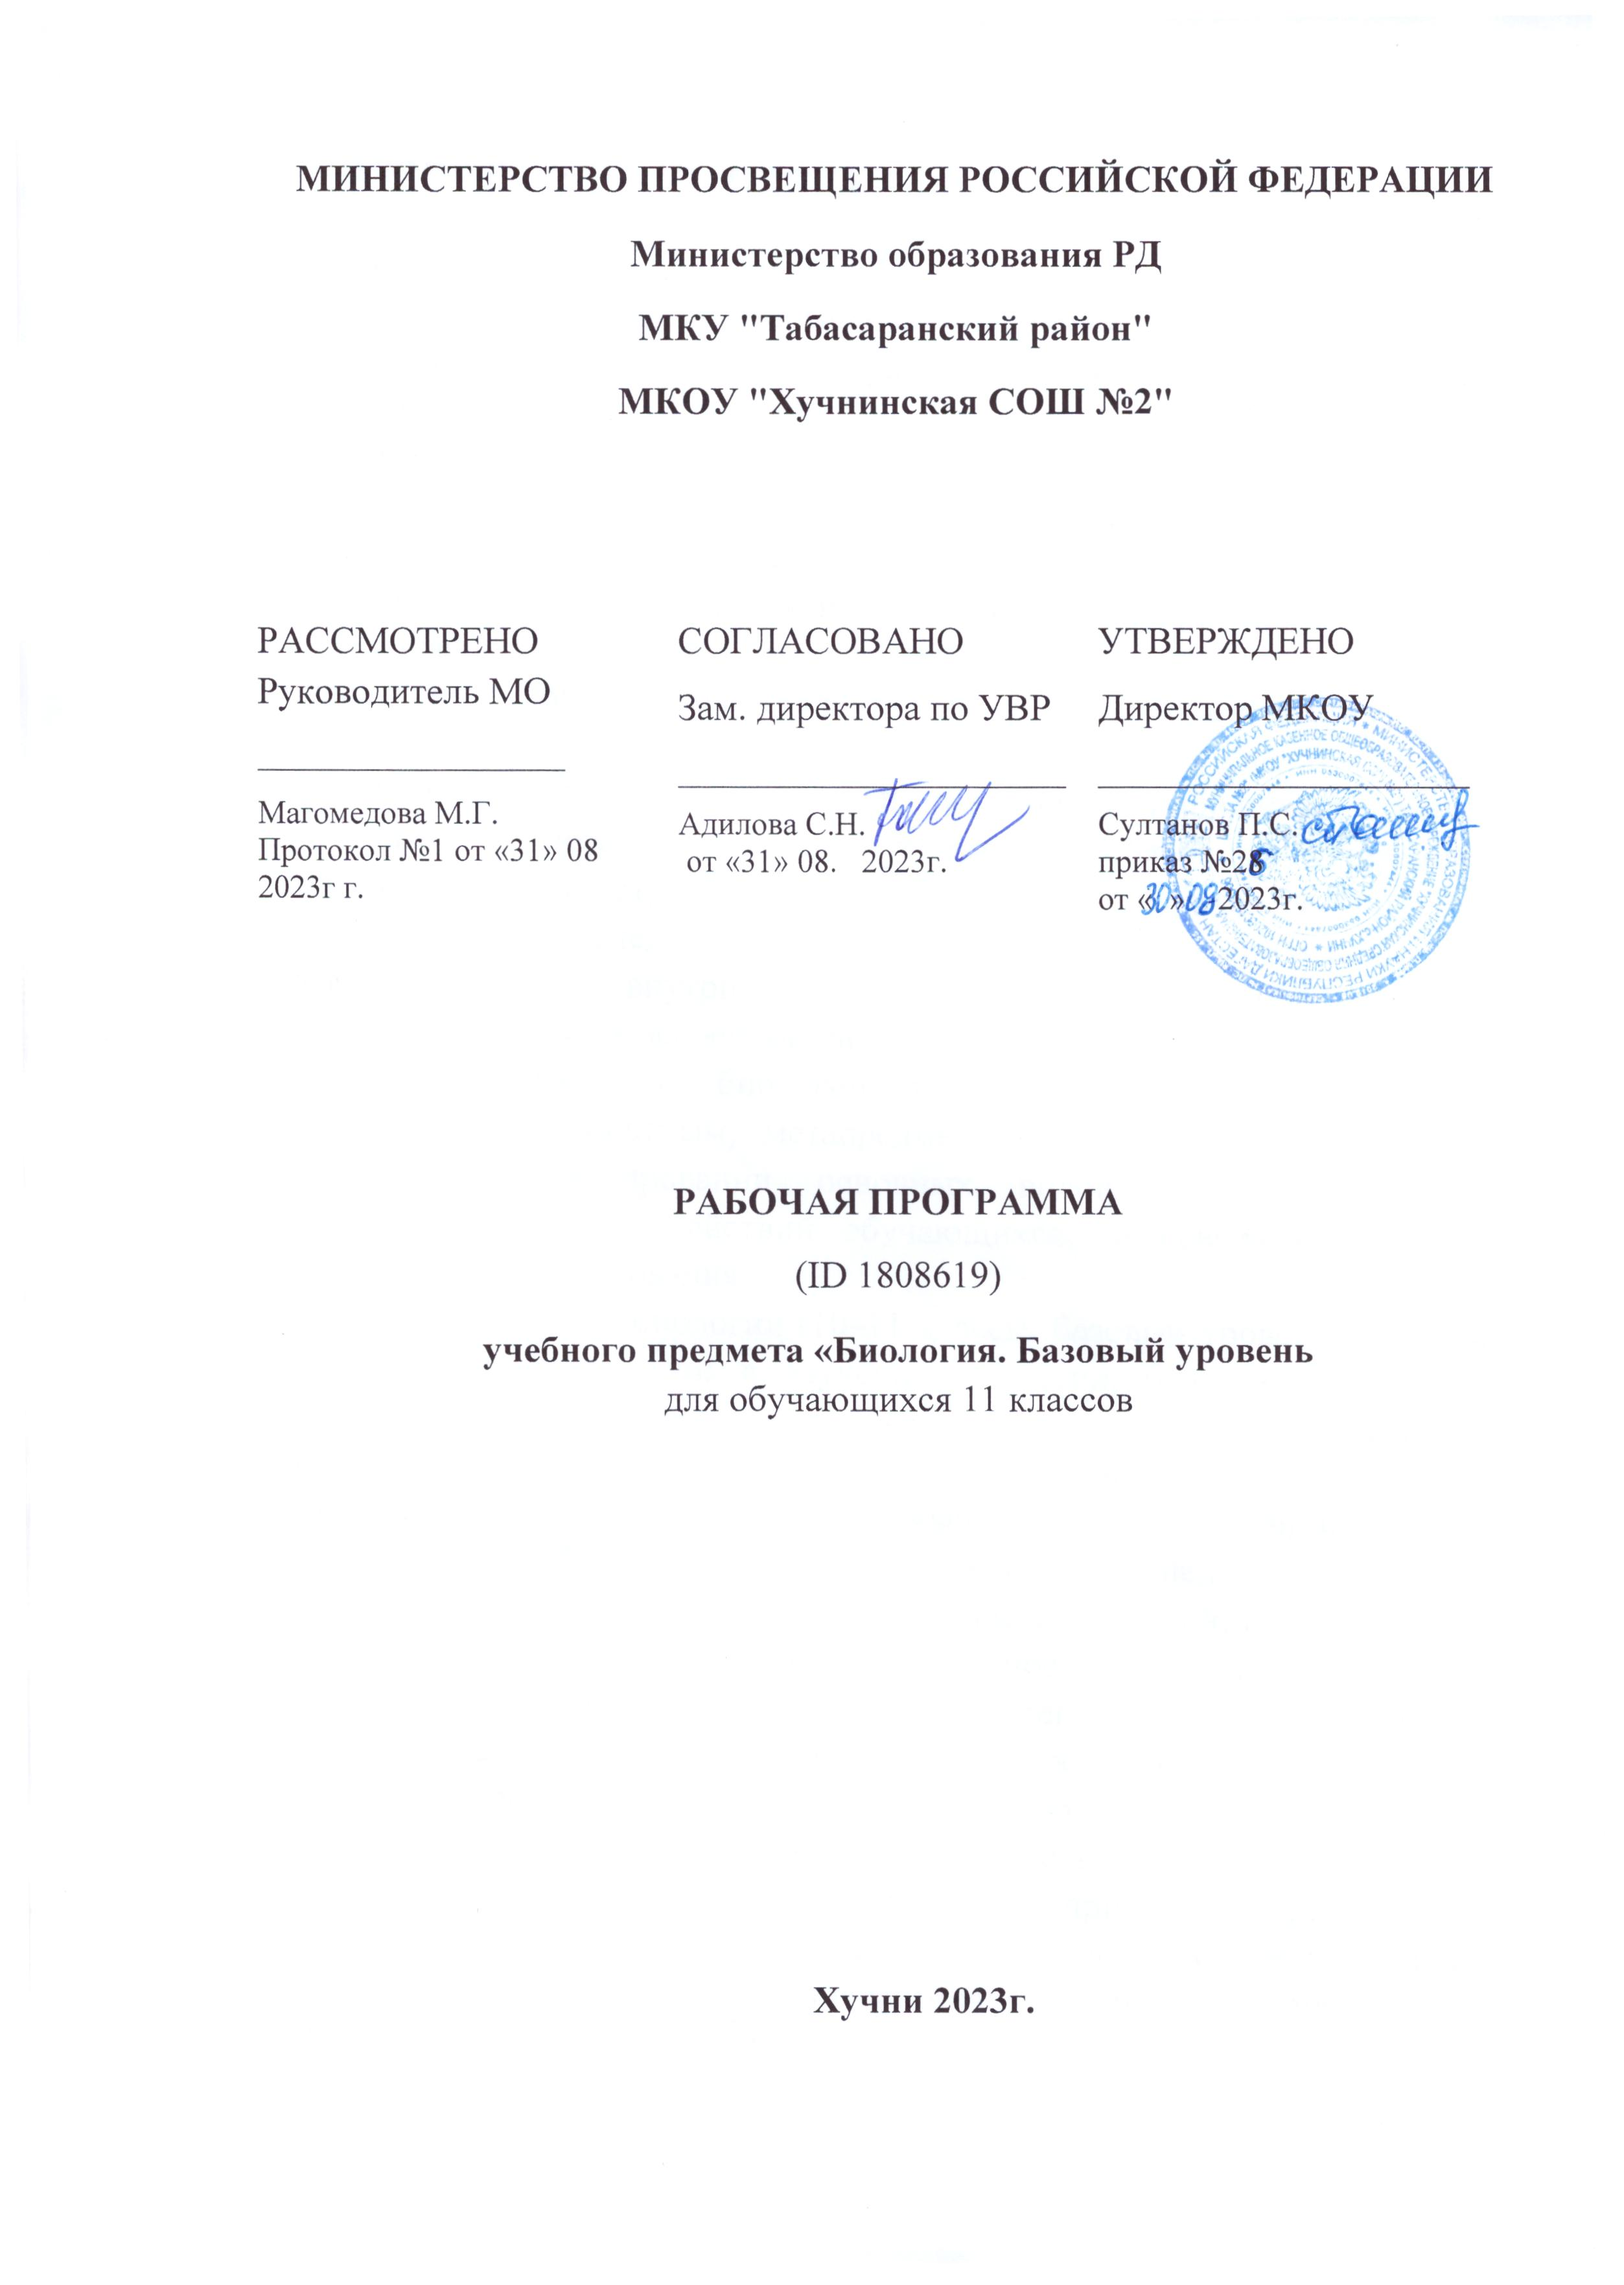 МИНИСТЕРСТВО ПРОСВЕЩЕНИЯ РОССИЙСКОЙ ФЕДЕРАЦИИ
Министерство образования РД
МКУ "Табасаранский район"
МКОУ "Хучнинская СОШ №2"
РАССМОТРЕНО
Руководитель МО
Магомедова М.Г.
Протокол №1 от «31» 08
2023г г.
СОГЛАСОВАНО
Зам. директора по УВР
Адилова С.Н.
от «31» 08. 2023г.
УТВЕРЖДЕНО
Директор МКОУ
Султанов П.С.
приказ №28
от «30» 08 2023г.
РАБОЧАЯ ПРОГРАММА
(ID 1808619)
учебного предмета «Биология. Базовый уровень
для обучающихся 11 классов
Хучни 2023г.